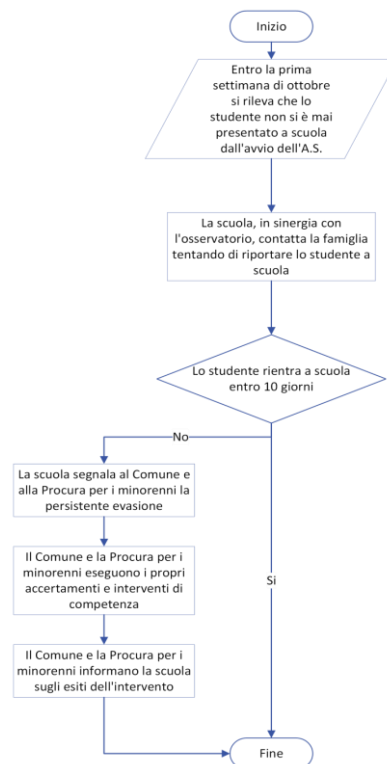 Inizio
Entro la prima
settimana di ottobre
si rileva che lo
studente non si è mai
presentato a scuola
dall'avvio dell'A.S.
La scuola, in sinergia con
l'osservatorio, contatta la famiglia
tentando di riportare lo studente a
scuola
Lo studente rientra a scuola
entro 10 giorni
No
La scuola segnala al Comune e
alla Procura per i minorenni la
persistente evasione
Il Comune e la Procura per i
minorenni eseguono i propri
accertamenti e interventi di
competenza
Si
Il Comune e la Procura per i
minorenni informano la scuola
sugli esiti dell'intervento
Fine